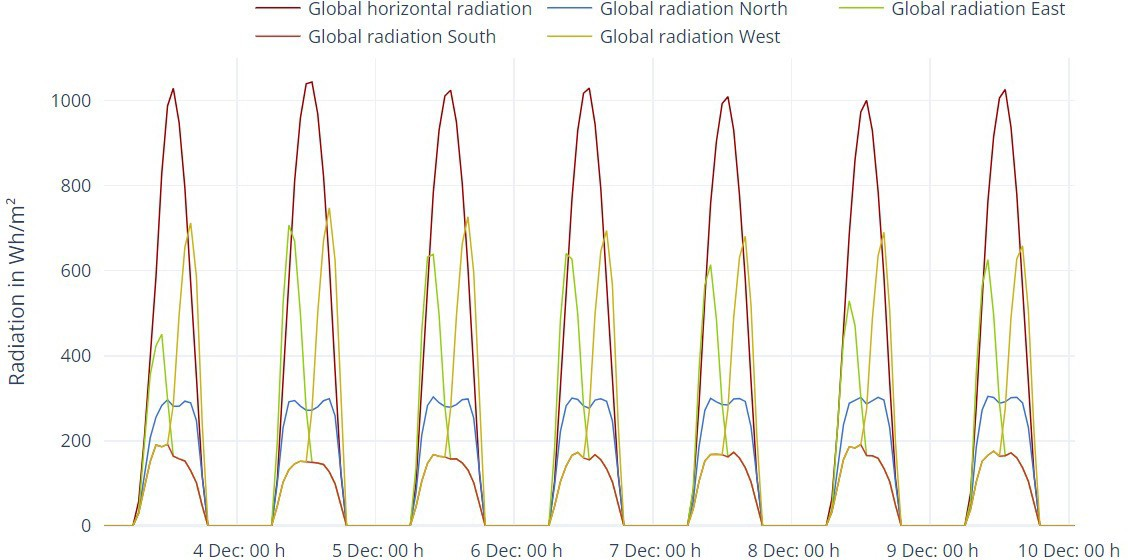 Global horizontal radiation Global radiation North Global radiation East
Global radiation South Global radiation West
Radiation in Wh/m²
1000
800
600
400
200
0
4 Dec: 00 h 5 Dec: 00 h 6 Dec: 00 h 7 Dec: 00 h 8 Dec: 00 h 9 Dec: 00 h 10 Dec: 00 h